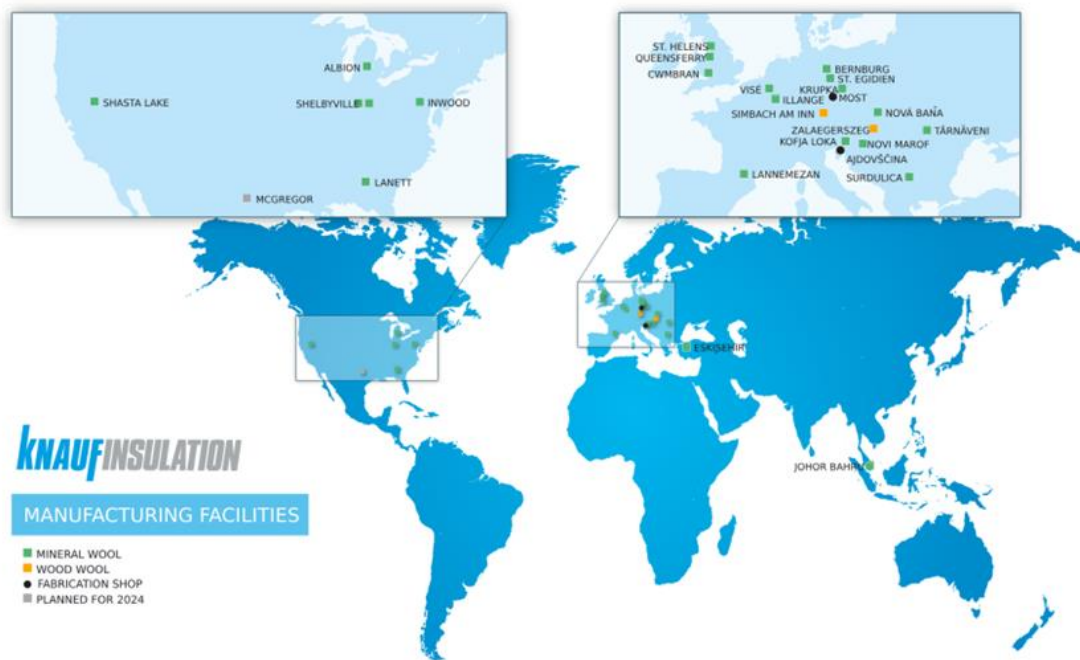 ALBION
SHASTA LAKE
SHELBYVILLE
INWOOD
LANETT
MCGREGOR
ST. HELENS
QUEENSFERRY
CWMBRAN
BERNBURG
ST. EGIDIEN
VISÉ
KRUPKA
ILLANGE
MOST
SIMBACH AM INN
NOVÁ BAŇA
ZALAEGERSZEG
TÂRNĂVENI
KOFJA LOKA
NOVI MAROF
AJDOVŠČINA
LANNEMEZAN
SURDULICA
ESKIŞEHIR
JOHOR BAHRU
KNAUFINSULATION
MANUFACTURING FACILITIES
MINERAL WOOL
WOOD WOOL
FABRICATION SHOP
PLANNED FOR 2024